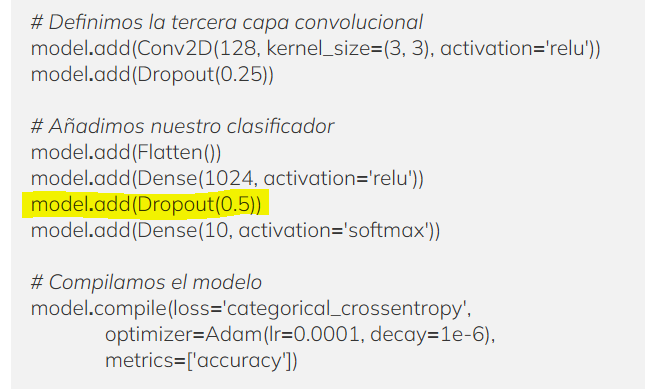 # Definimos la tercera capa convolucional
model.add(Conv2D(128, kernel_size=(3, 3), activation='relu'))
model.add(Dropout(0.25))
# Añadimos nuestro clasificador
model.add(Flatten())
model.add(Dense(1024, activation='relu'))
model.add(Dropout(0.5))
model.add(Dense(10, activation='softmax'))
# Compilamos el modelo
model.compile(loss='categorical_crossentropy',
optimizer=Adam(lr=0.0001, decay=1e-6),
metrics=['accuracy'])